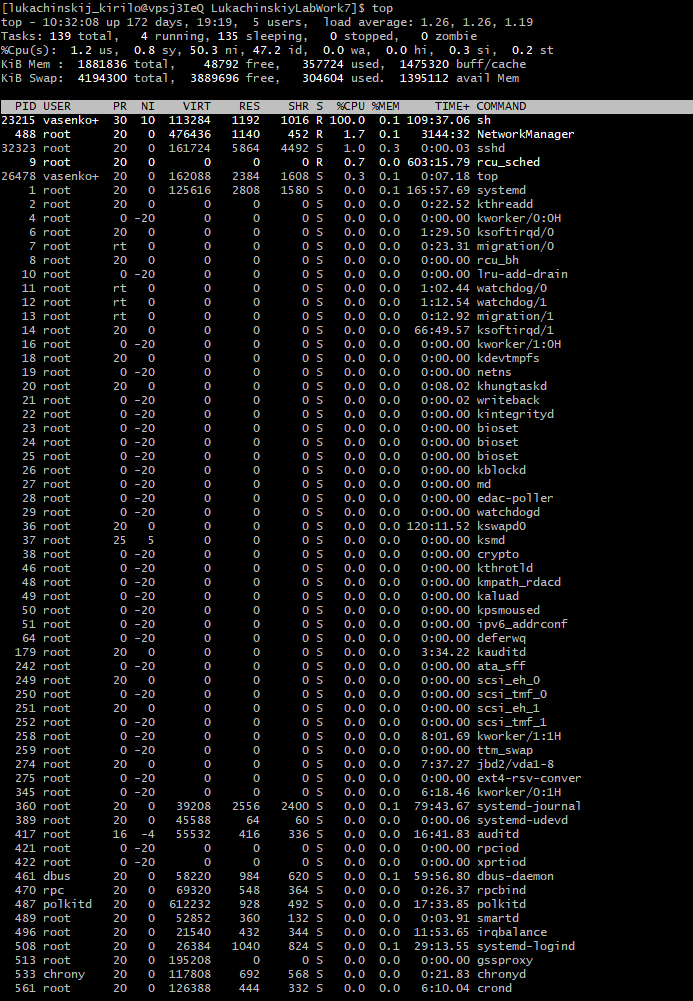 [lukachinskij_kirilo@vpsj3IeQ LukachinskiyLabWork7]$ top
top - 10:32:08 up 172 days, 19:19,  5 users,  load average: 1.26, 1.26, 1.19
Tasks: 139 total,   4 running, 135 sleeping,   0 stopped,   0 zombie
%Cpu(s):  1.2 us,  0.8 sy, 50.3 ni, 47.2 id,  0.0 wa,  0.0 hi,  0.3 si,  0.2 st
KiB Mem :  1881836 total,    48792 free,   357724 used,  1475320 buff/cache
KiB Swap:  4194300 total,  3889696 free,   304604 used.  1395112 avail Mem
PID USER PR NI VIRT RES SHR S %CPU %MEM TIME+ COMMAND
23215 vasenko+ 30 10 113284 1192 1016 R 100.0 0.1 109:37.06 sh
488 root 20 0 476436 1140 452 R 1.7 0.1 3144:32 NetworkManager
32323 root 20 0 161724 5864 4492 S 1.0 0.3 0:00.03 sshd
9 root 20 0 0 0 0 R 0.7 0.0 603:15.79 rcu_sched
26478 vasenko+ 20 0 162088 2384 1608 S 0.3 0.1 0:07.18 top
1 root 20 0 125616 2808 1580 S 0.0 0.1 165:57.69 systemd
2 root 20 0 0 0 0 S 0.0 0.0 0:22.52 kthreadd
4 root 0 -20 0 0 0 S 0.0 0.0 0:00.00 kworker/0:0H
6 root 20 0 0 0 0 S 0.0 0.0 1:29.50 ksoftirqd/0
7 root rt 0 0 0 0 S 0.0 0.0 0:23.31 migration/0
8 root 20 0 0 0 0 S 0.0 0.0 0:00.00 rcu_bh
10 root 0 -20 0 0 0 S 0.0 0.0 0:00.00 lru-add-drain
11 root rt 0 0 0 0 S 0.0 0.0 1:02.44 watchdog/0
12 root rt 0 0 0 0 S 0.0 0.0 1:12.54 watchdog/1
13 root rt 0 0 0 0 S 0.0 0.0 0:12.92 migration/1
14 root 20 0 0 0 0 S 0.0 0.0 66:49.57 ksoftirqd/1
16 root 0 -20 0 0 0 S 0.0 0.0 0:00.00 kworker/1:0H
18 root 20 0 0 0 0 S 0.0 0.0 0:00.00 kdevtmpfs
19 root 0 -20 0 0 0 S 0.0 0.0 0:00.00 netns
20 root 20 0 0 0 0 S 0.0 0.0 0:08.02 khungtaskd
21 root 0 -20 0 0 0 S 0.0 0.0 0:00.02 writeback
22 root 0 -20 0 0 0 S 0.0 0.0 0:00.00 kintegrityd
23 root 0 -20 0 0 0 S 0.0 0.0 0:00.00 bioset
24 root 0 -20 0 0 0 S 0.0 0.0 0:00.00 bioset
25 root 0 -20 0 0 0 S 0.0 0.0 0:00.00 bioset
26 root 0 -20 0 0 0 S 0.0 0.0 0:00.00 kblockd
27 root 0 -20 0 0 0 S 0.0 0.0 0:00.00 md
28 root 0 -20 0 0 0 S 0.0 0.0 0:00.00 edac-poller
29 root 0 -20 0 0 0 S 0.0 0.0 0:00.00 watchdogd
36 root 20 0 0 0 0 S 0.0 0.0 120:11.52 kswapd0
37 root 25 5 0 0 0 S 0.0 0.0 0:00.00 ksmd
38 root 0 -20 0 0 0 S 0.0 0.0 0:00.00 crypto
46 root 0 -20 0 0 0 S 0.0 0.0 0:00.00 kthrotld
48 root 0 -20 0 0 0 S 0.0 0.0 0:00.00 kmpath_rdacd
49 root 0 -20 0 0 0 S 0.0 0.0 0:00.00 kaluad
50 root 0 -20 0 0 0 S 0.0 0.0 0:00.00 kpsmoused
51 root 0 -20 0 0 0 S 0.0 0.0 0:00.00 ipv6_addrconf
64 root 0 -20 0 0 0 S 0.0 0.0 0:00.00 deferwq
179 root 20 0 0 0 0 S 0.0 0.0 3:34.22 kauditd
242 root 0 -20 0 0 0 S 0.0 0.0 0:00.00 ata_sff
249 root 20 0 0 0 0 S 0.0 0.0 0:00.00 scsi_eh_0
250 root 0 -20 0 0 0 S 0.0 0.0 0:00.00 scsi_tmf_0
251 root 20 0 0 0 0 S 0.0 0.0 0:00.00 scsi_eh_1
252 root 0 -20 0 0 0 S 0.0 0.0 0:00.00 scsi_tmf_1
258 root 0 -20 0 0 0 S 0.0 0.0 8:01.69 kworker/1:1H
259 root 0 -20 0 0 0 S 0.0 0.0 0:00.00 ttm_swap
274 root 20 0 0 0 0 S 0.0 0.0 7:37.27 jbd2/vda1-8
275 root 0 -20 0 0 0 S 0.0 0.0 0:00.00 ext4-rsv-conver
345 root 0 -20 0 0 0 S 0.0 0.0 6:18.46 kworker/0:1H
360 root 20 0 39208 2556 2400 S 0.0 0.1 79:43.67 systemd-journal
389 root 20 0 45588 64 60 S 0.0 0.0 0:00.06 systemd-udevd
417 root 16 -4 55532 416 336 S 0.0 0.0 16:41.83 auditd
421 root 0 -20 0 0 0 S 0.0 0.0 0:00.00 rpciod
422 root 0 -20 0 0 0 S 0.0 0.0 0:00.00 xprtiod
461 dbus 20 0 58220 984 620 S 0.0 0.1 59:56.80 dbus-daemon
470 rpc 20 0 69320 548 364 S 0.0 0.0 0:26.37 rpcbind
487 polkitd 20 0 612232 928 492 S 0.0 0.0 17:33.85 polkitd
489 root 20 0 52852 360 132 S 0.0 0.0 0:03.91 smartd
496 root 20 0 21540 432 344 S 0.0 0.0 11:53.65 irqbalance
508 root 20 0 26384 1040 824 S 0.0 0.1 29:13.55 systemd-logind
513 root 20 0 195208 0 0 S 0.0 0.0 0:00.00 gssproxy
533 chrony 20 0 117808 692 568 S 0.0 0.0 0:21.83 chronyd
561 root 20 0 126388 444 332 S 0.0 0.0 6:10.04 crond